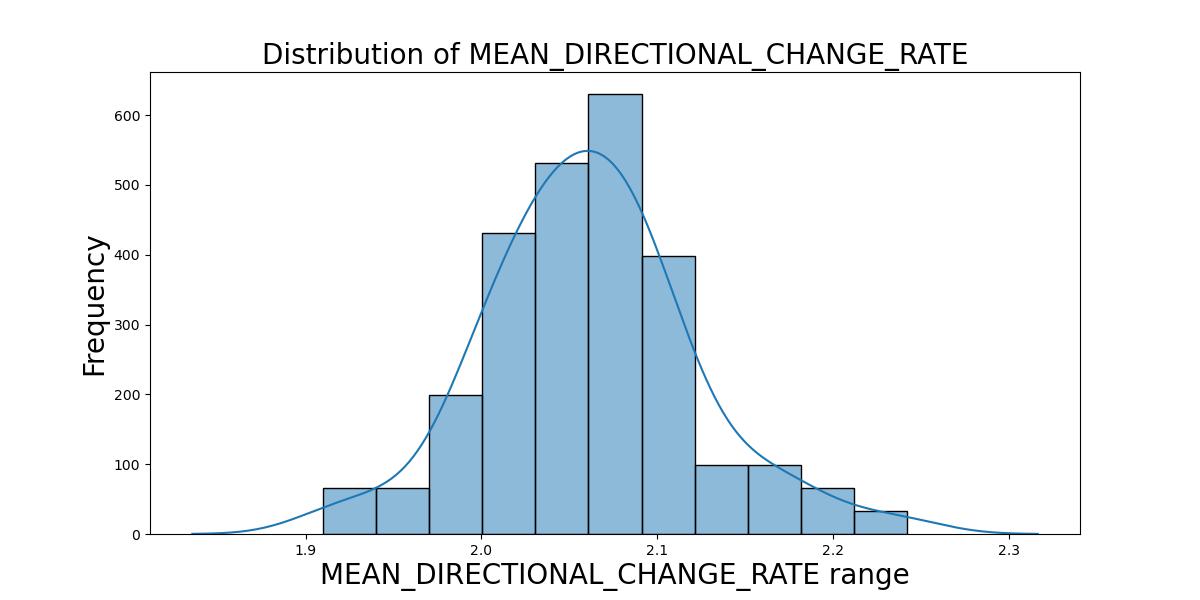 Distribution of MEAN_DIRECTIONAL_CHANGE_RATE
Frequency
600
500
400
300
200
100
0
1.9 2.0 2.1 2.2 2.3
MEAN_DIRECTIONAL_CHANGE_RATE range